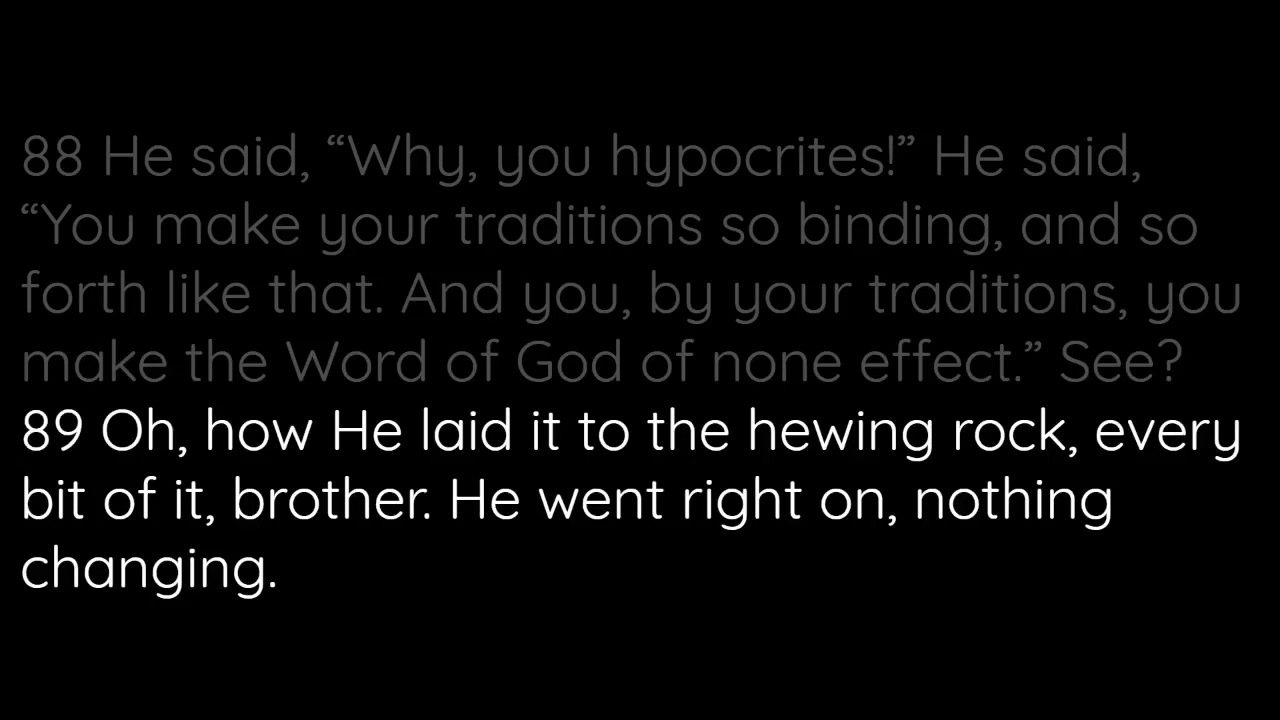 88 He said, “Why, you hypocrites!” He said,
“You make your traditions so binding, and so
forth like that. And you, by your traditions, you
make the Word of God of none effect.” See?
89 Oh, how He laid it to the hewing rock, every
bit of it, brother. He went right on, nothing
changing.